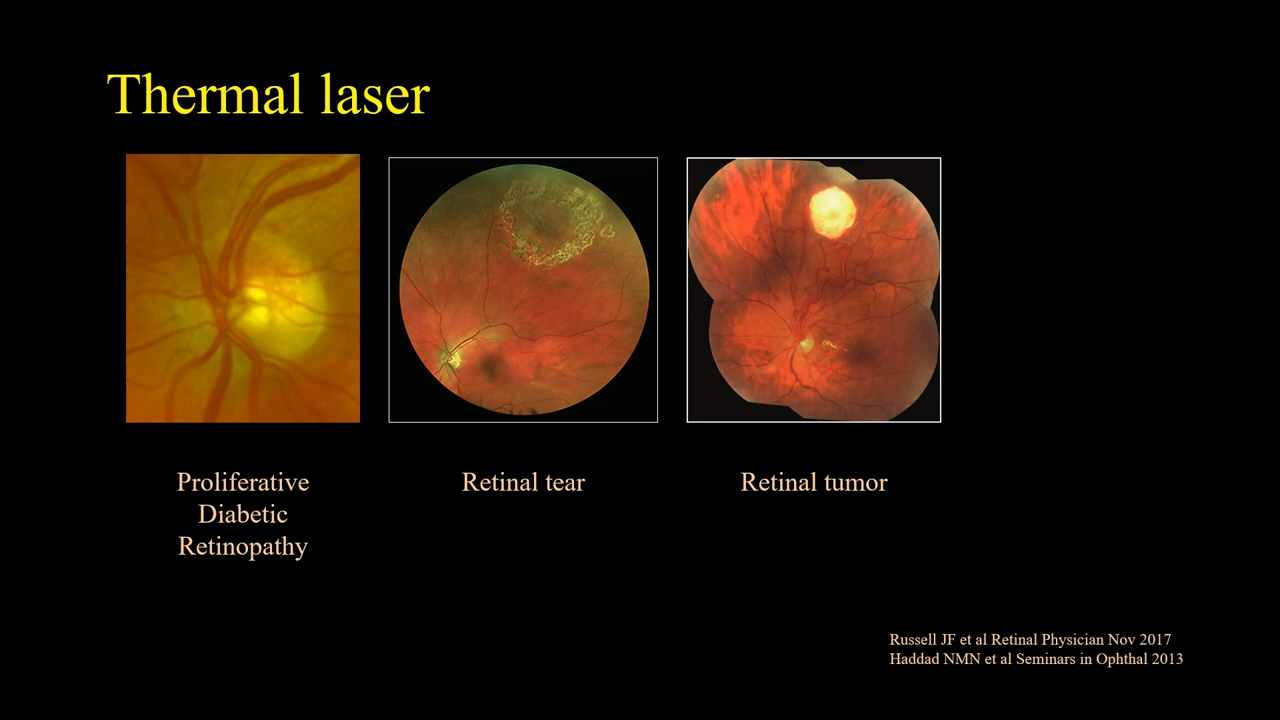 Thermal laser
Proliferative
Diabetic
Retinopathy
Retinal tear
Retinal tumor
Russell JF et al Retinal Physician Nov 2017
Haddad NMN et al Seminars in Ophthal 2013